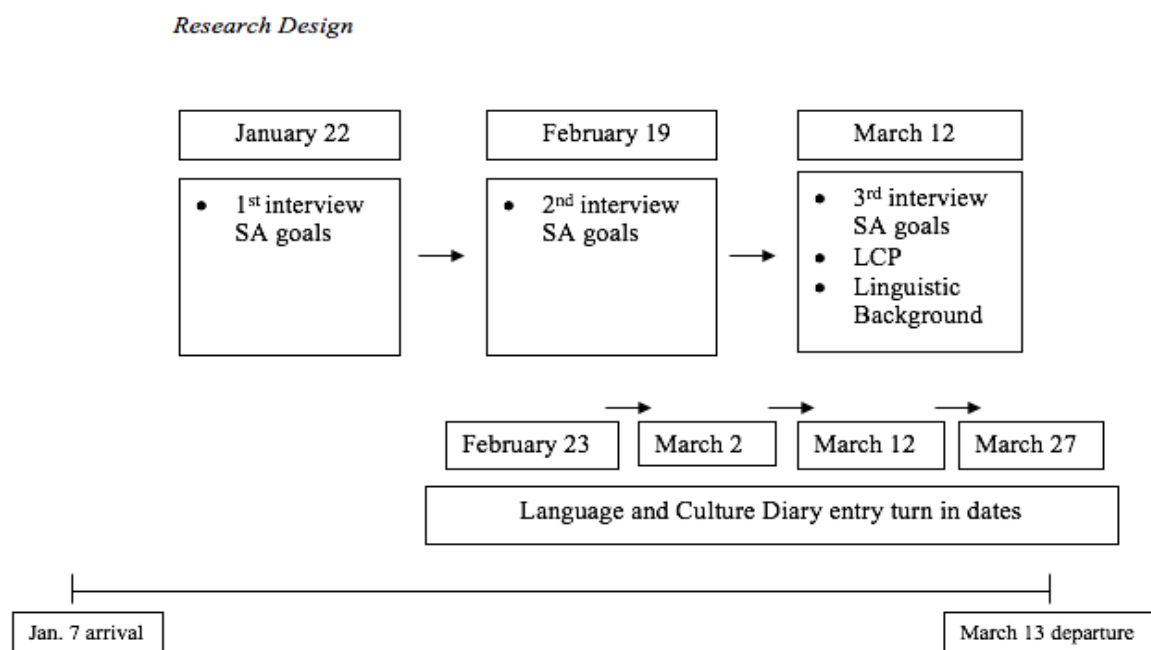 Research Design
January 22
February 19
March 12
• 1st interview
SA goals
• 2nd interview
SA goals
• 3rd interview
SA goals
• LCP
• Linguistic
Background
February 23
March 2
March 12
March 27
Language and Culture Diary entry turn in dates
Jan. 7 arrival
March 13 departure